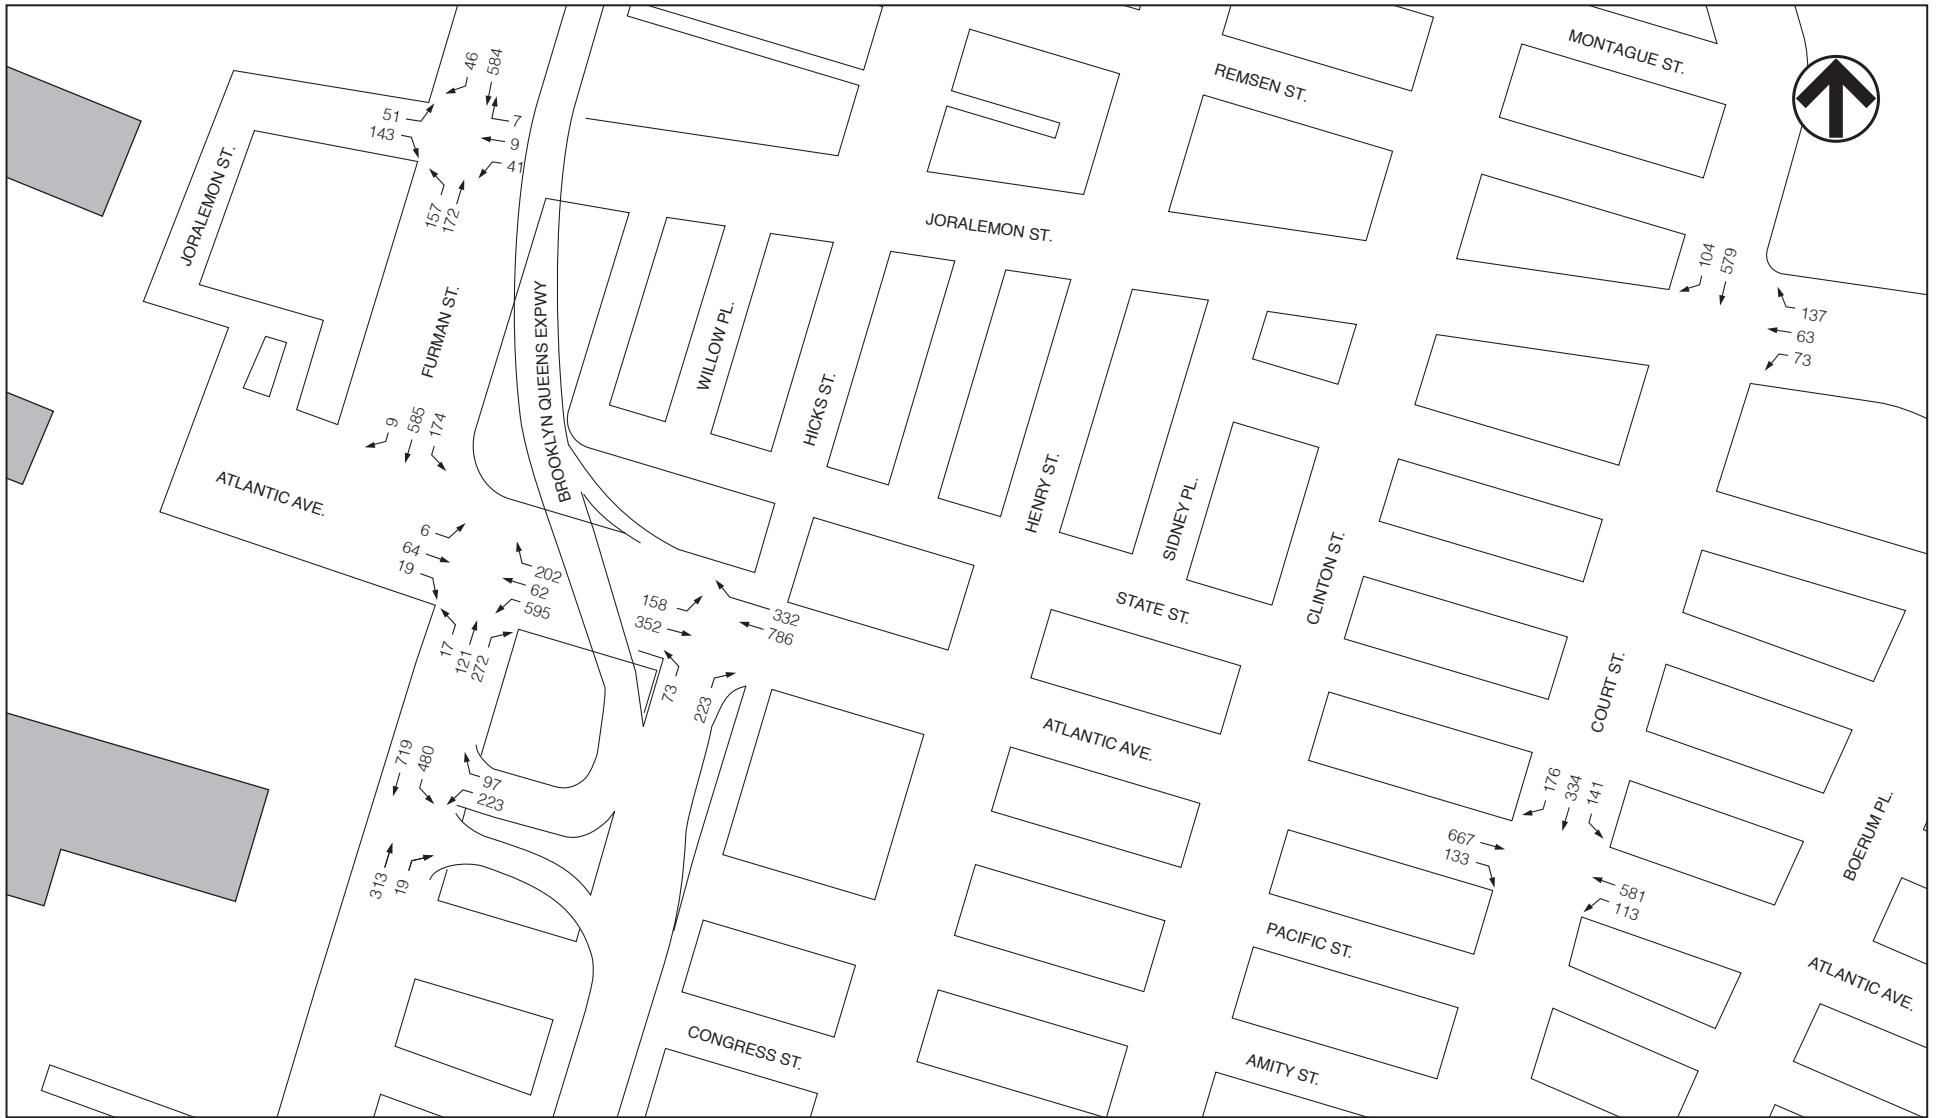 MONTAGUE ST.
REMSEN ST.
46
584
51
7
143
9
41
157
172
JORALEMON ST.
JORALEMON ST.
104
579
137
63
73
FURMAN ST.
BROOKLYN QUEENS EXPWY
WILLOW PL.
HICKS ST.
9
585
174
ATLANTIC AVE.
HENRY ST.
SIDNEY PL.
CLINTON ST.
6
64
19
202
62
595
17
121
272
158
352
332
786
73
223
STATE ST.
COURT ST.
ATLANTIC AVE.
719
480
97
223
313
19
176
334
141
667
133
581
113
BOERUM PL.
PACIFIC ST.
ATLANTIC AVE.
CONGRESS ST.
AMITY ST.